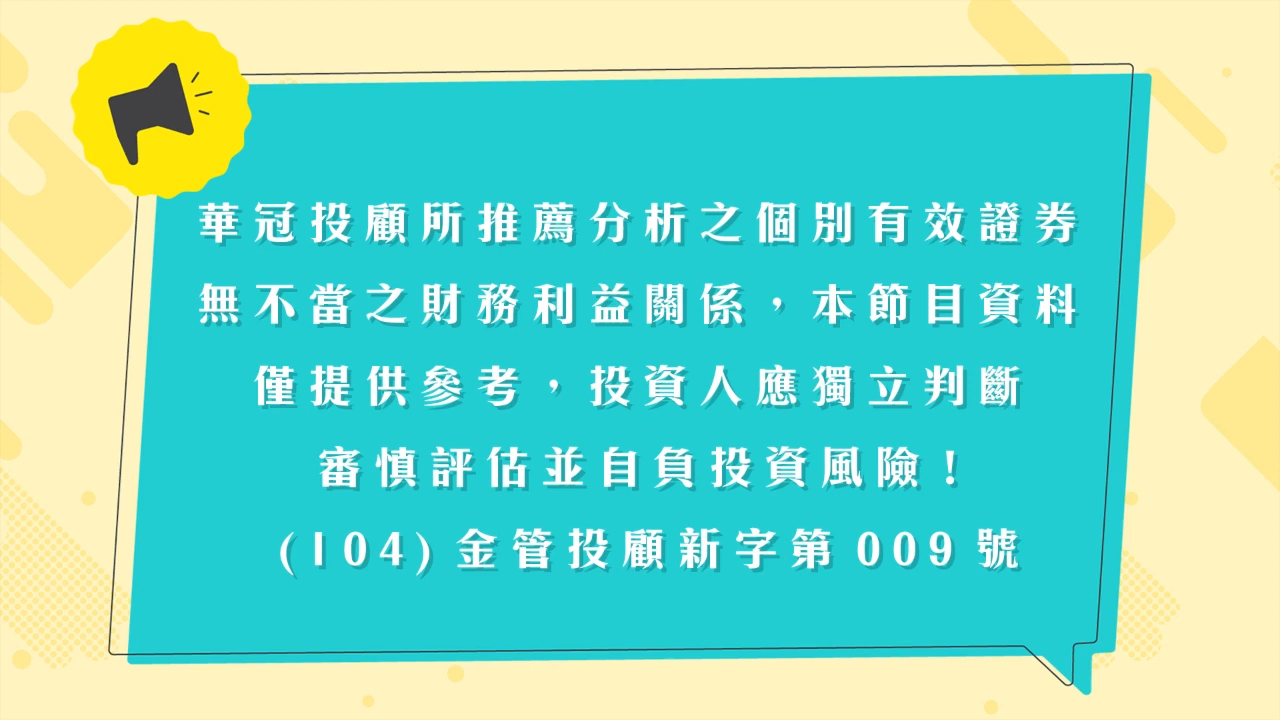 華冠投顧所推薦分析之個別有效證券
無不當之財務利益關係，本節目資料
僅提供參考，投資人應獨立判斷
審慎評估並自負投資風險！
(104)金管投顧新字第009號